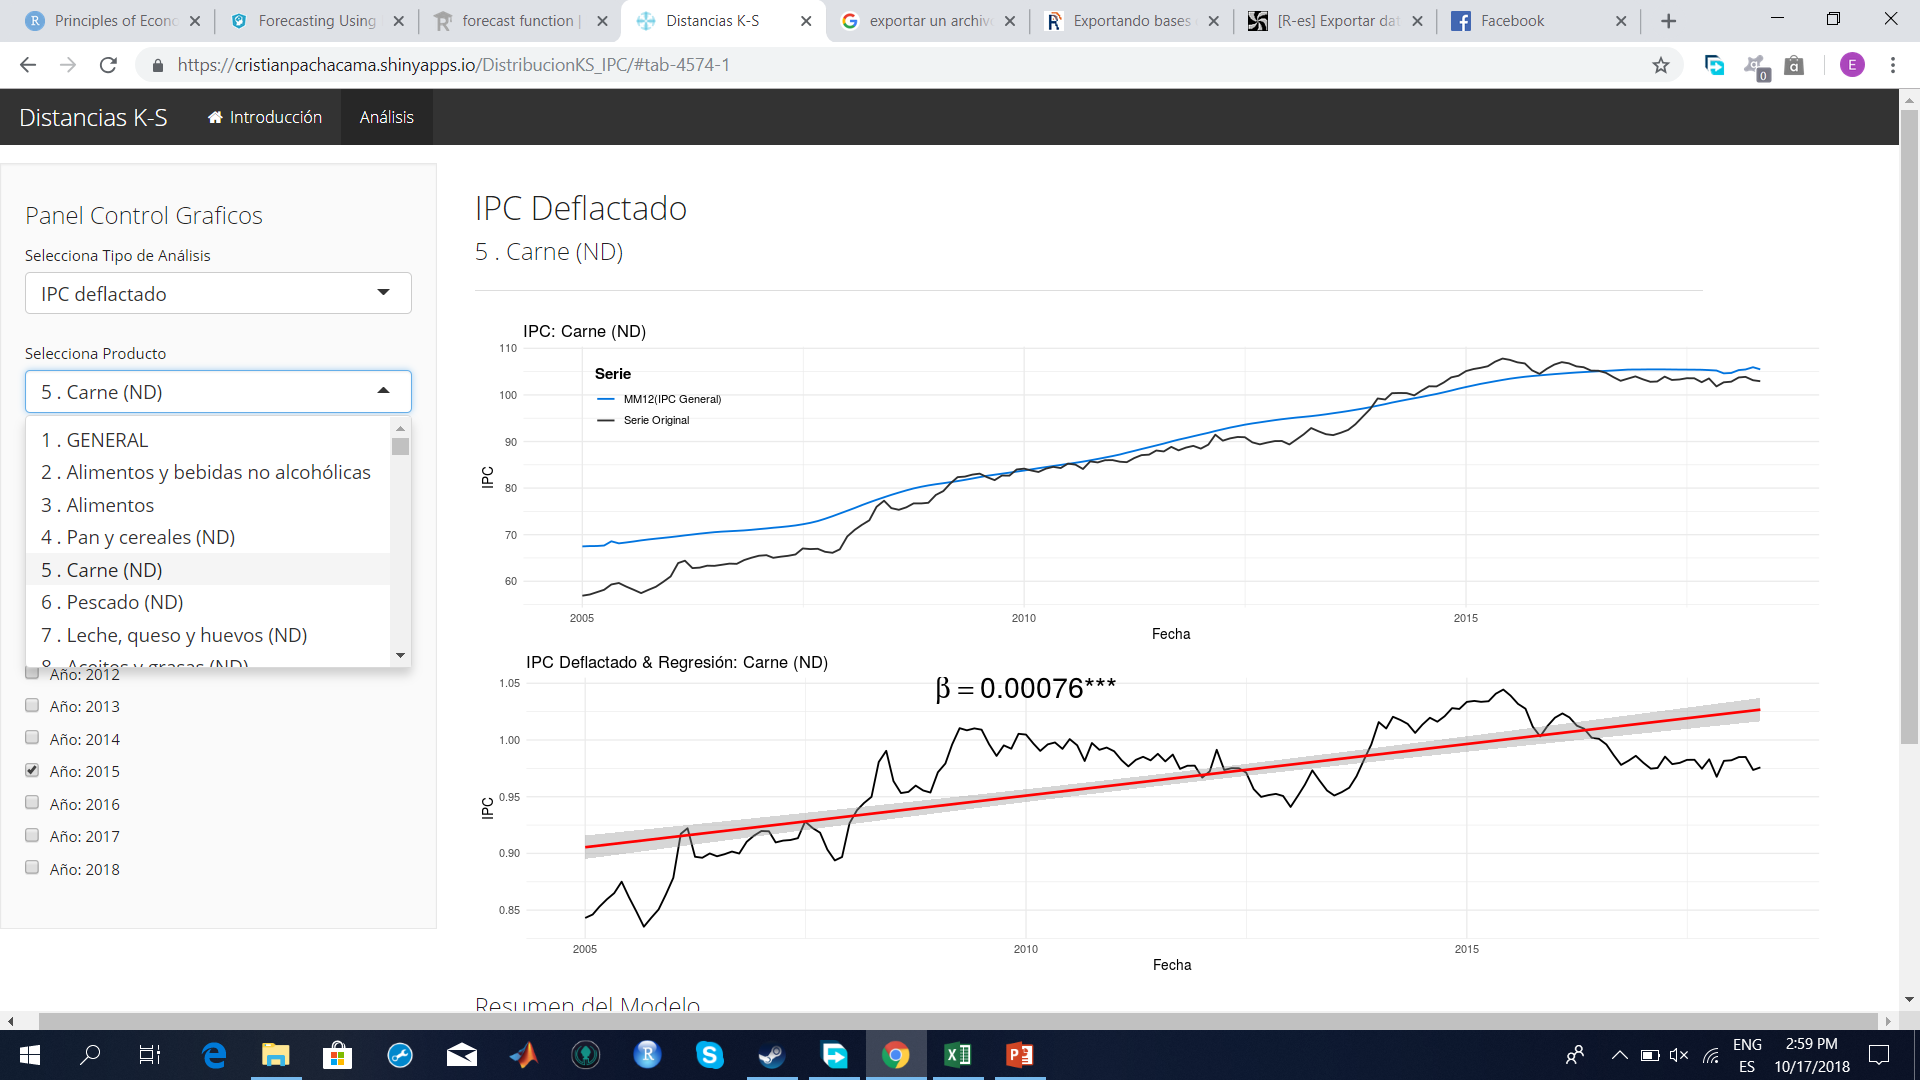 Principles of Econo
Forecasting Using
forecast function |
Distancias K-S
exportar un archivo
Exportando bases
[R-es] Exportar dat
Facebook
https://cristianpachacama.shinyapps.io/DistribucionKS_IPC/#tab-4574-1
0
E
Distancias K-S
Introducción
Análisis
Panel Control Graficos
Selecciona Tipo de Análisis
IPC deflactado
Selecciona Producto
5 . Carne (ND)
1 . GENERAL
2 . Alimentos y bebidas no alcohólicas
3 . Alimentos
4 . Pan y cereales (ND)
5 . Carne (ND)
6 . Pescado (ND)
7 . Leche, queso y huevos (ND)
8 . Aceites y grasas (ND)
Año: 2012
Año: 2013
Año: 2014
Año: 2015
Año: 2016
Año: 2017
Año: 2018
IPC Deflactado
5 . Carne (ND)
IPC: Carne (ND)
110
100
90
80
70
60
IPC
Serie
MM12(IPC General)
Serie Original
2005
2010
2015
Fecha
IPC Deflactado & Regresión: Carne (ND)
β = 0.00076***
1.05
1.00
0.95
0.90
0.85
IPC
2005
2010
2015
Fecha
Resumen del Modelo
ENG
ES
2:59 PM
10/17/2018